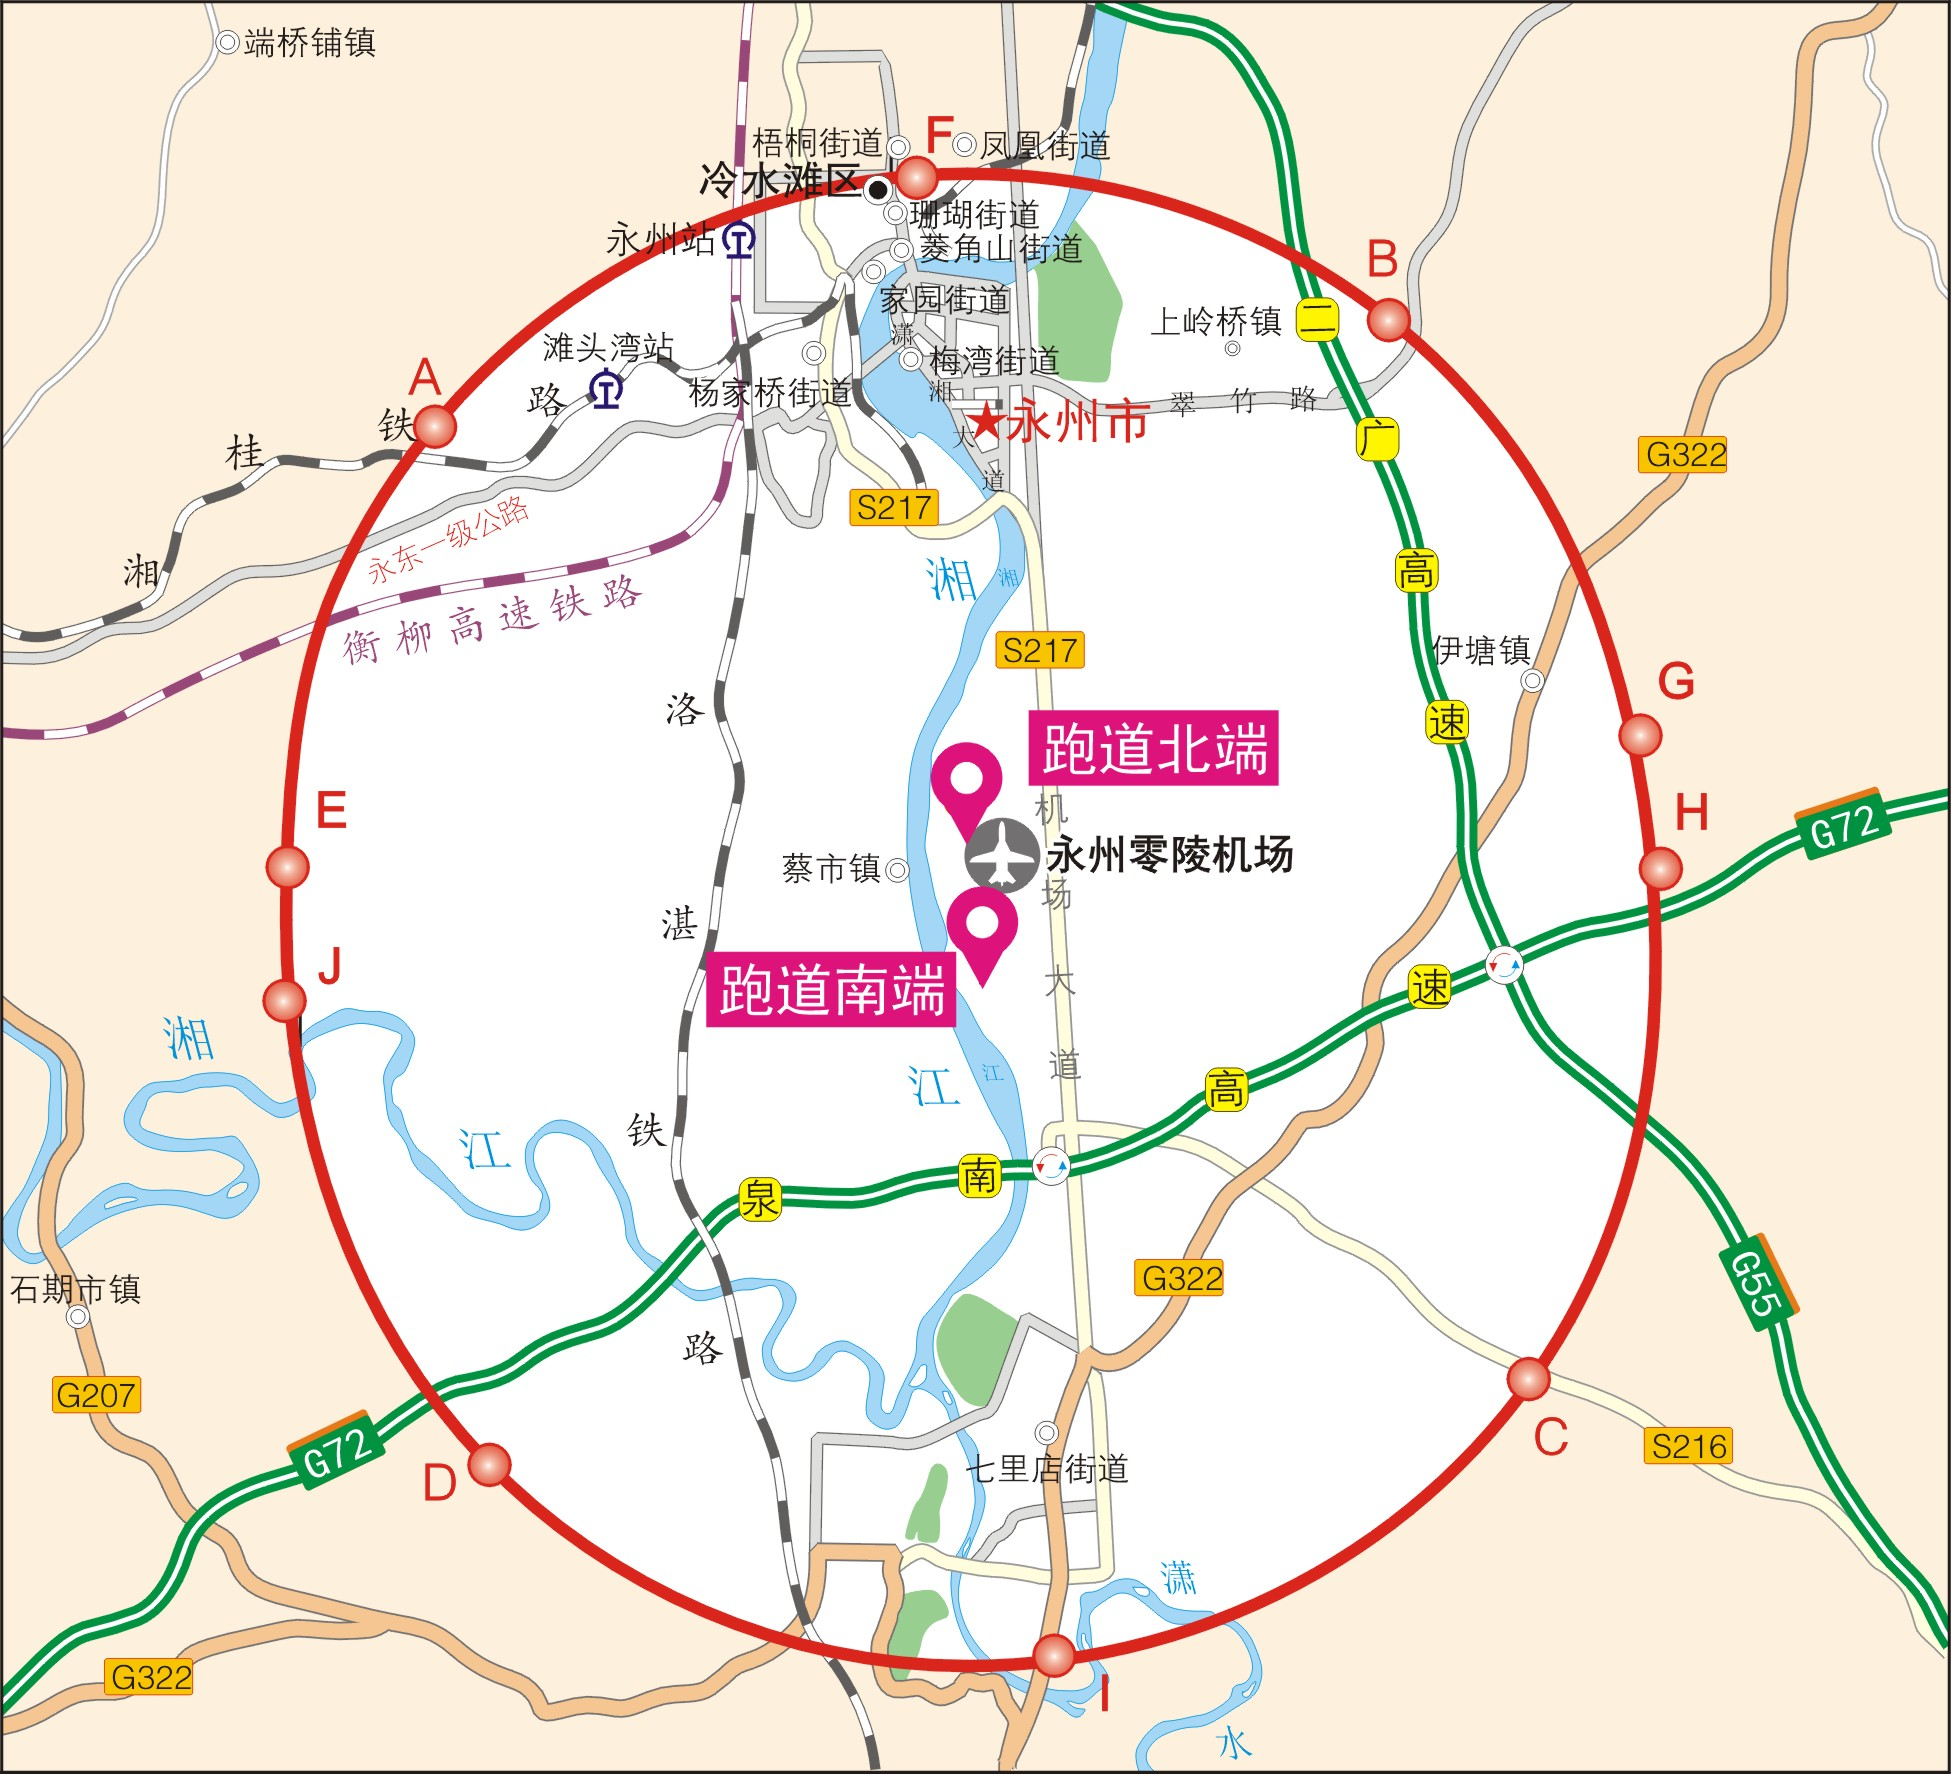 端桥铺镇
梧桐街道
F
凤凰街道
冷水滩区
珊瑚街道
永州站
菱角山街道
B
家园街道
上岭桥镇
二
潇
滩头湾站
梅湾街道
A
杨家桥街道
湘
翠竹路
路
铁
永州市
广
大
桂
G322
道
S217
永东一级公路
湘
高
湘
湘
衡柳高速铁路
S217
伊塘镇
G
洛
速
跑道北端
机
E
H
G72
永州零陵机场
蔡市镇
场
湛
J
跑道南端
大
速
湘
道
江
江
高
铁
江
南
泉
石期市镇
G322
G55
路
G207
C
G72
S216
D
七里店街道
潇
G322
I
水